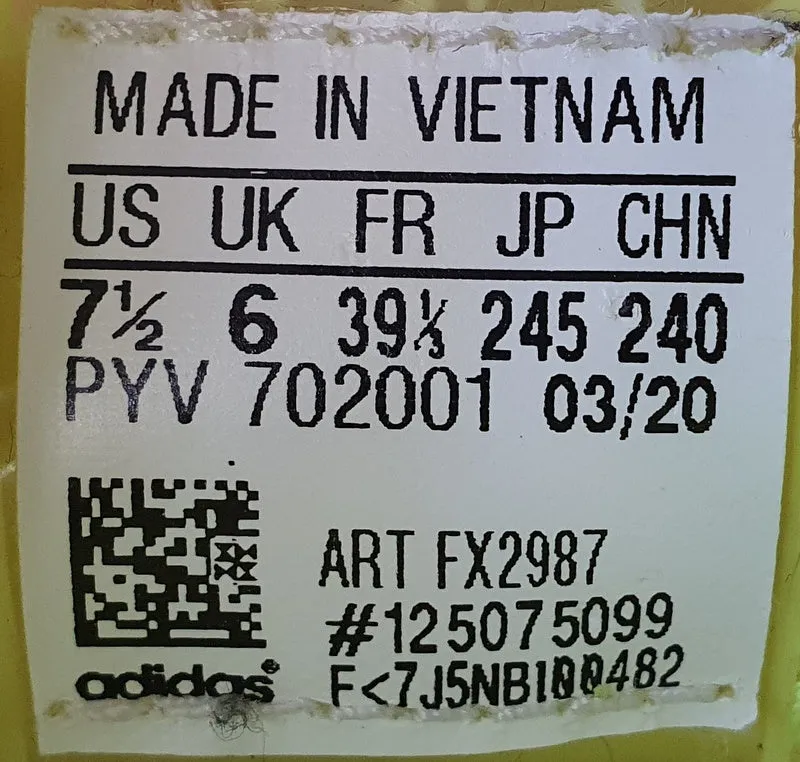 MADE IN VIETNAM
US UK FR JP CHN
7½ 6 39⅓ 245 240
PYV 702001 03/20
ART FX2987
#125075099
adidas® F<7J5NB100482